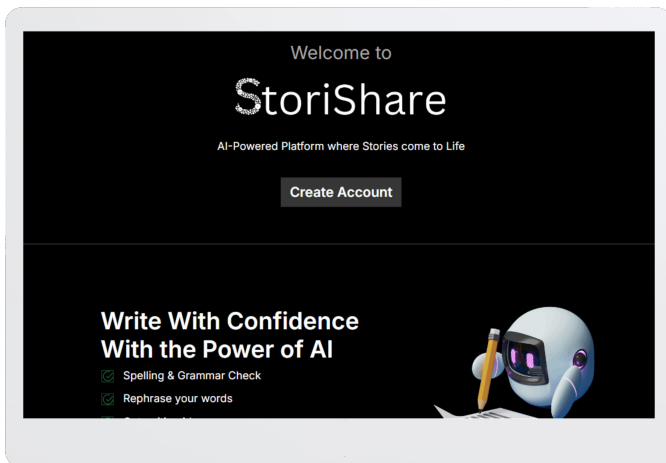 Welcome to
StoriShare
AI-Powered Platform where Stories come to Life
Create Account
Write With Confidence
With the Power of AI
Spelling & Grammar Check
Rephrase your words